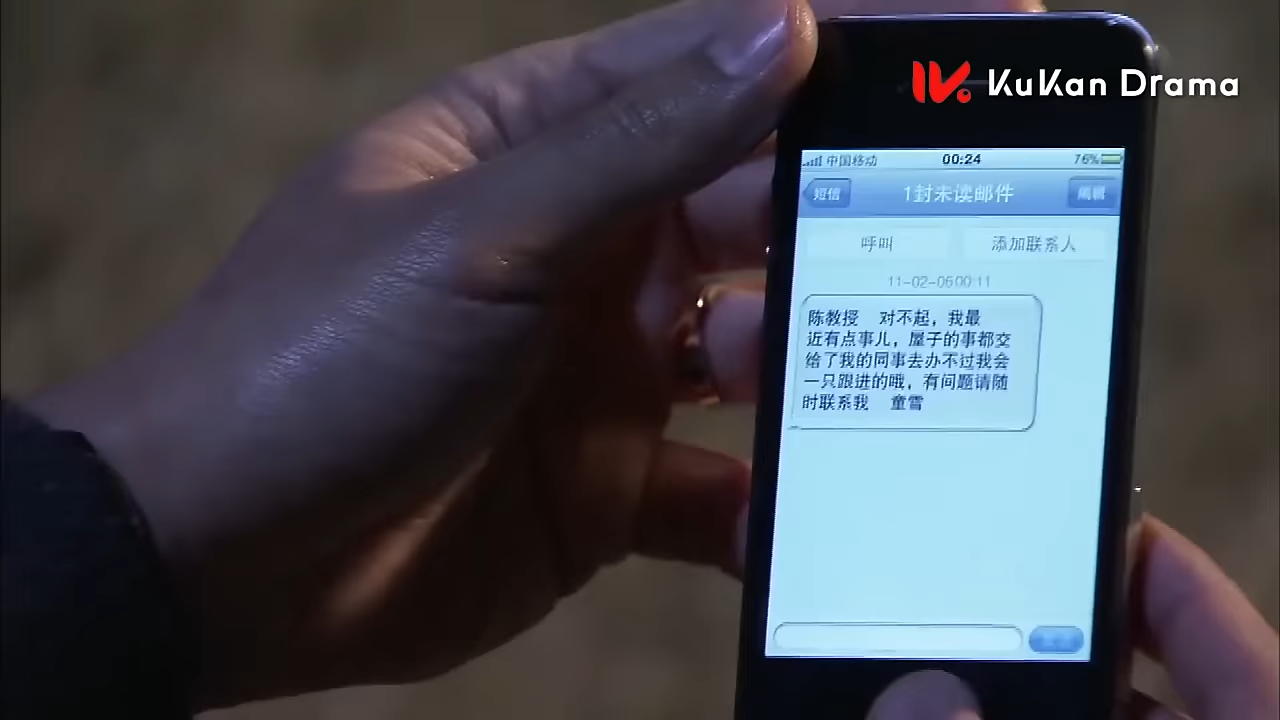 KuKan Drama
中国移动 00:24 76%
短信 1封未读邮件 编辑
呼叫 添加联系人
11-02-06 00:11
陈教授 对不起，我最
近有点事儿，屋子的事都交
给了我的同事去办不过我会
一只跟进的哦，有问题请随
时联系我 童雪